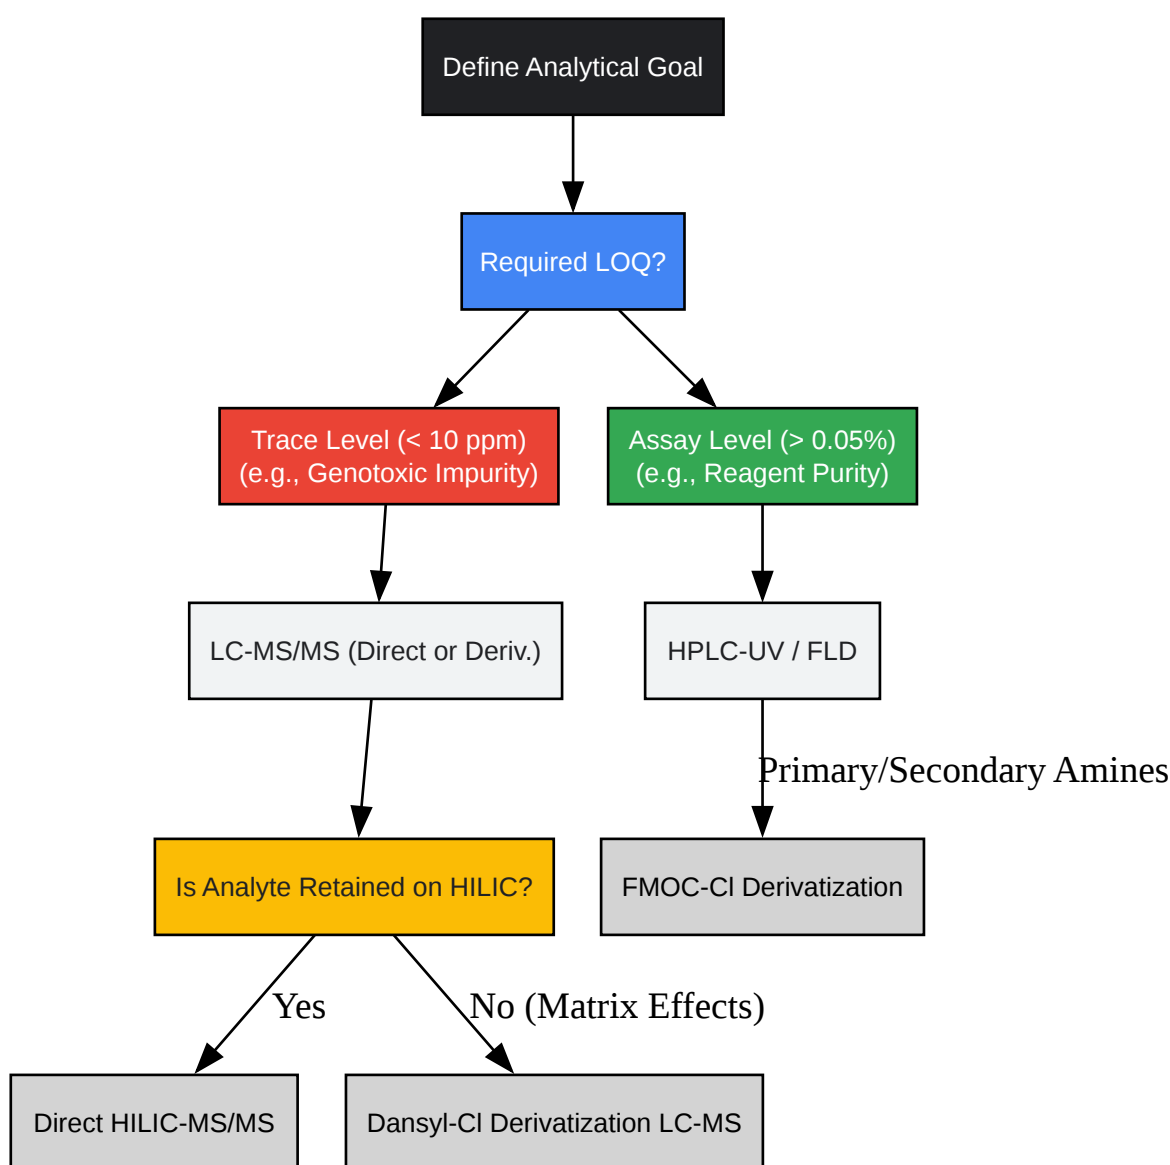 Define Analytical Goal
Required LOQ?
Trace Level (< 10 ppm)
(e.g., Genotoxic Impurity)
Assay Level (> 0.05%)
(e.g., Reagent Purity)
LC-MS/MS (Direct or Deriv.)
HPLC-UV / FLD
Primary/Secondary Amines
Is Analyte Retained on HILIC?
FMOC-Cl Derivatization
Yes
No (Matrix Effects)
Direct HILIC-MS/MS
Dansyl-Cl Derivatization LC-MS